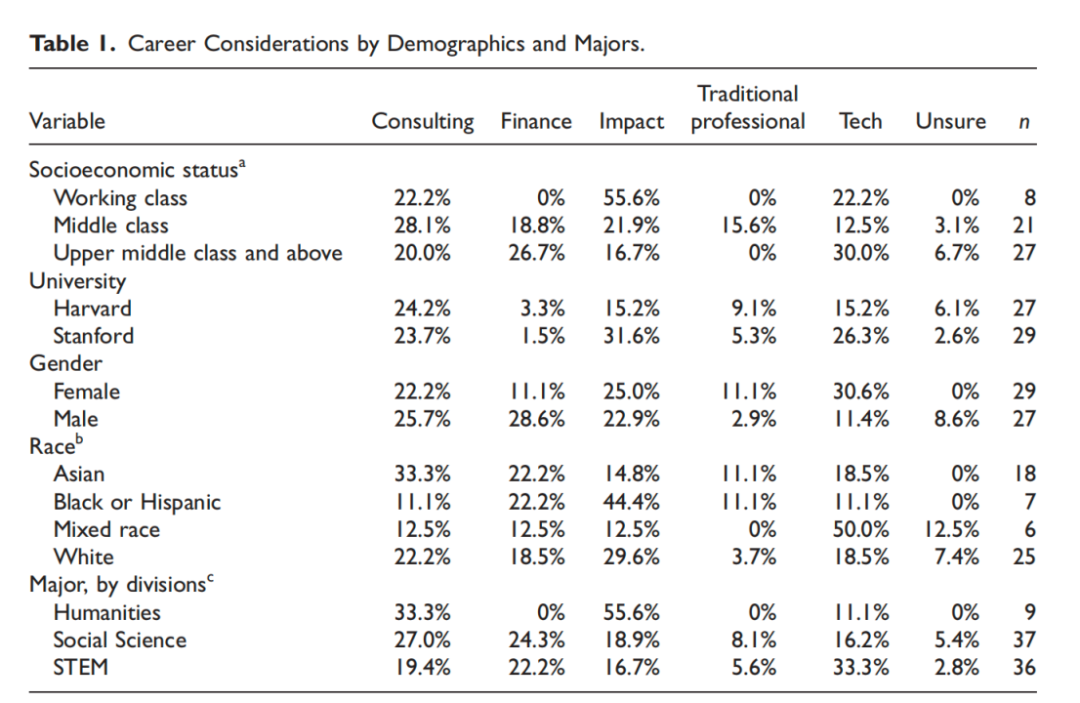 Table 1. Career Considerations by Demographics and Majors.
Traditional
Variable Consulting Finance Impact professional Tech Unsure n
Socioeconomic statusa
Working class 22.2% 0% 55.6% 0% 22.2% 0% 8
Middle class 28.1% 18.8% 21.9% 15.6% 12.5% 3.1% 21
Upper middle class and above 20.0% 26.7% 16.7% 0% 30.0% 6.7% 27
University
Harvard 24.2% 3.3% 15.2% 9.1% 15.2% 6.1% 27
Stanford 23.7% 1.5% 31.6% 5.3% 26.3% 2.6% 29
Gender
Female 22.2% 11.1% 25.0% 11.1% 30.6% 0% 29
Male 25.7% 28.6% 22.9% 2.9% 11.4% 8.6% 27
Raceb
Asian 33.3% 22.2% 14.8% 11.1% 18.5% 0% 18
Black or Hispanic 11.1% 22.2% 44.4% 11.1% 11.1% 0% 7
Mixed race 12.5% 12.5% 12.5% 0% 50.0% 12.5% 6
White 22.2% 18.5% 29.6% 3.7% 18.5% 7.4% 25
Major, by divisionsc
Humanities 33.3% 0% 55.6% 0% 11.1% 0% 9
Social Science 27.0% 24.3% 18.9% 8.1% 16.2% 5.4% 37
STEM 19.4% 22.2% 16.7% 5.6% 33.3% 2.8% 36